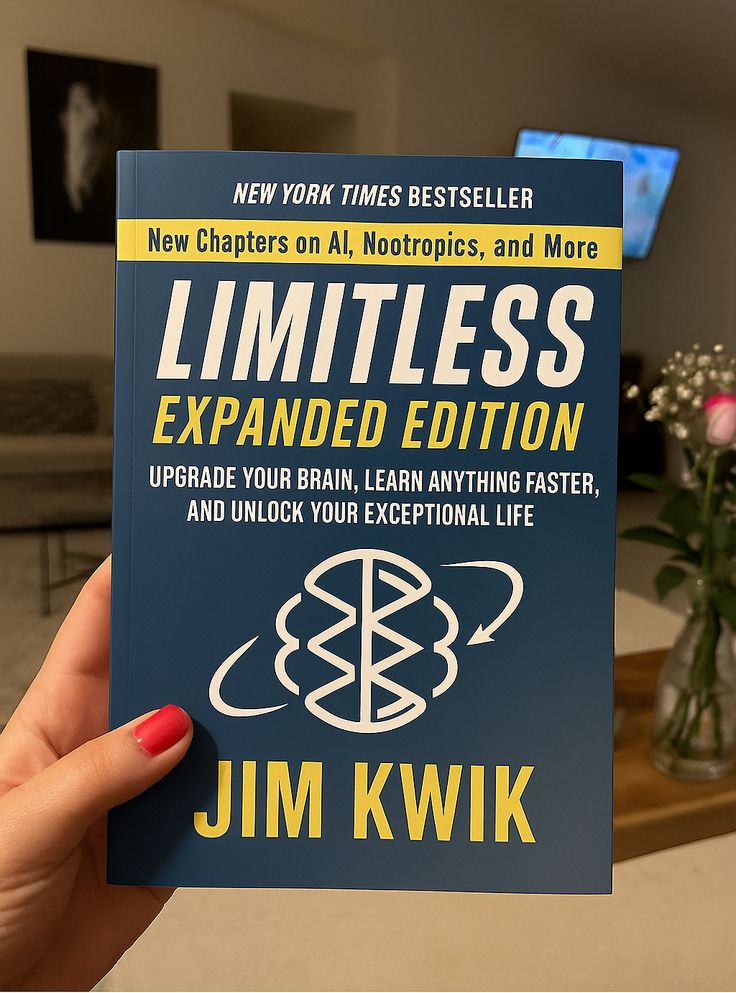 NEW YORK TIMES BESTSELLER
New Chapters on AI, Nootropics, and More
LIMITLESS
EXPANDED EDITION
UPGRADE YOUR BRAIN, LEARN ANYTHING FASTER,
AND UNLOCK YOUR EXCEPTIONAL LIFE
JIM KWIK